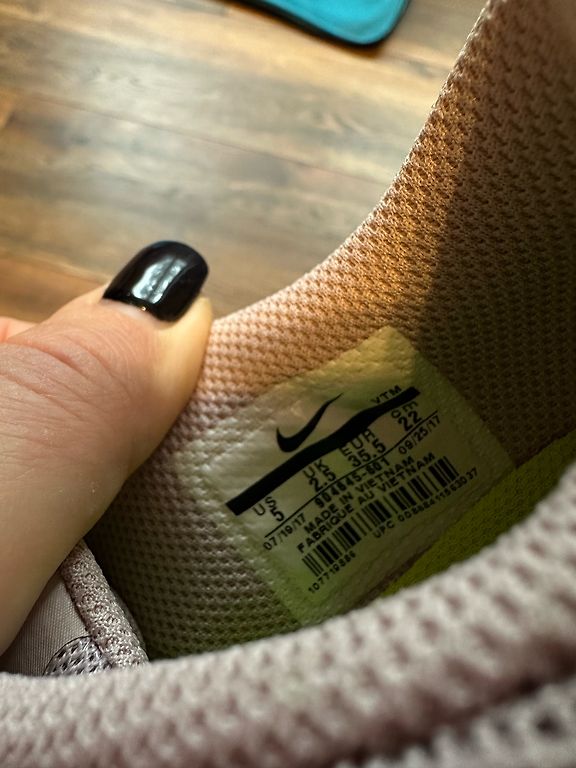 VTM
US UK EUR cm
5 2.5 35.5 22
07/19/17 09/25/17
MADE IN VIETNAM
FABRIQUE AU VIETNAM
107719886